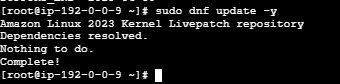 [root@ip-192-0-0-9 ~]# sudo dnf update -y
Amazon Linux 2023 Kernel Livepatch repository
Dependencies resolved.
Nothing to do.
Complete!
[root@ip-192-0-0-9 ~]#